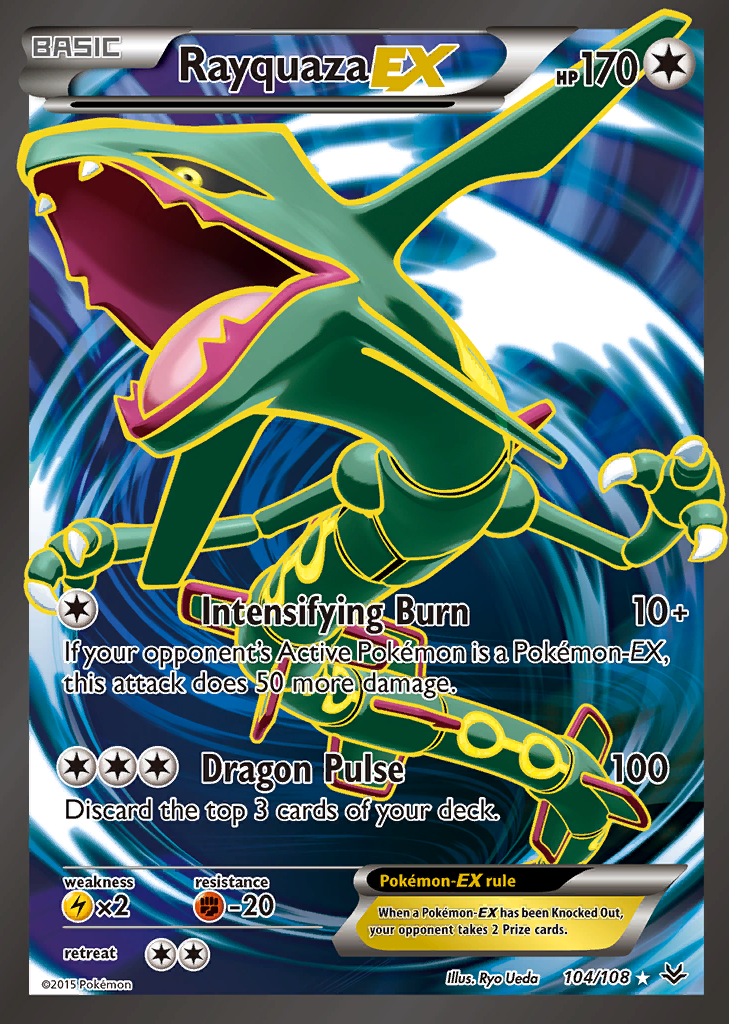 BASIC
Rayquaza EX
HP 170
Intensifying Burn 10+
If your opponent's Active Pokémon is a Pokémon-EX,
this attack does 50 more damage.
Dragon Pulse 100
Discard the top 3 cards of your deck.
weakness resistance
×2 -20
retreat
Pokémon-EX rule
When a Pokémon-EX has been Knocked Out,
your opponent takes 2 Prize cards.
©2015 Pokémon
Illus. Ryo Ueda 104/108